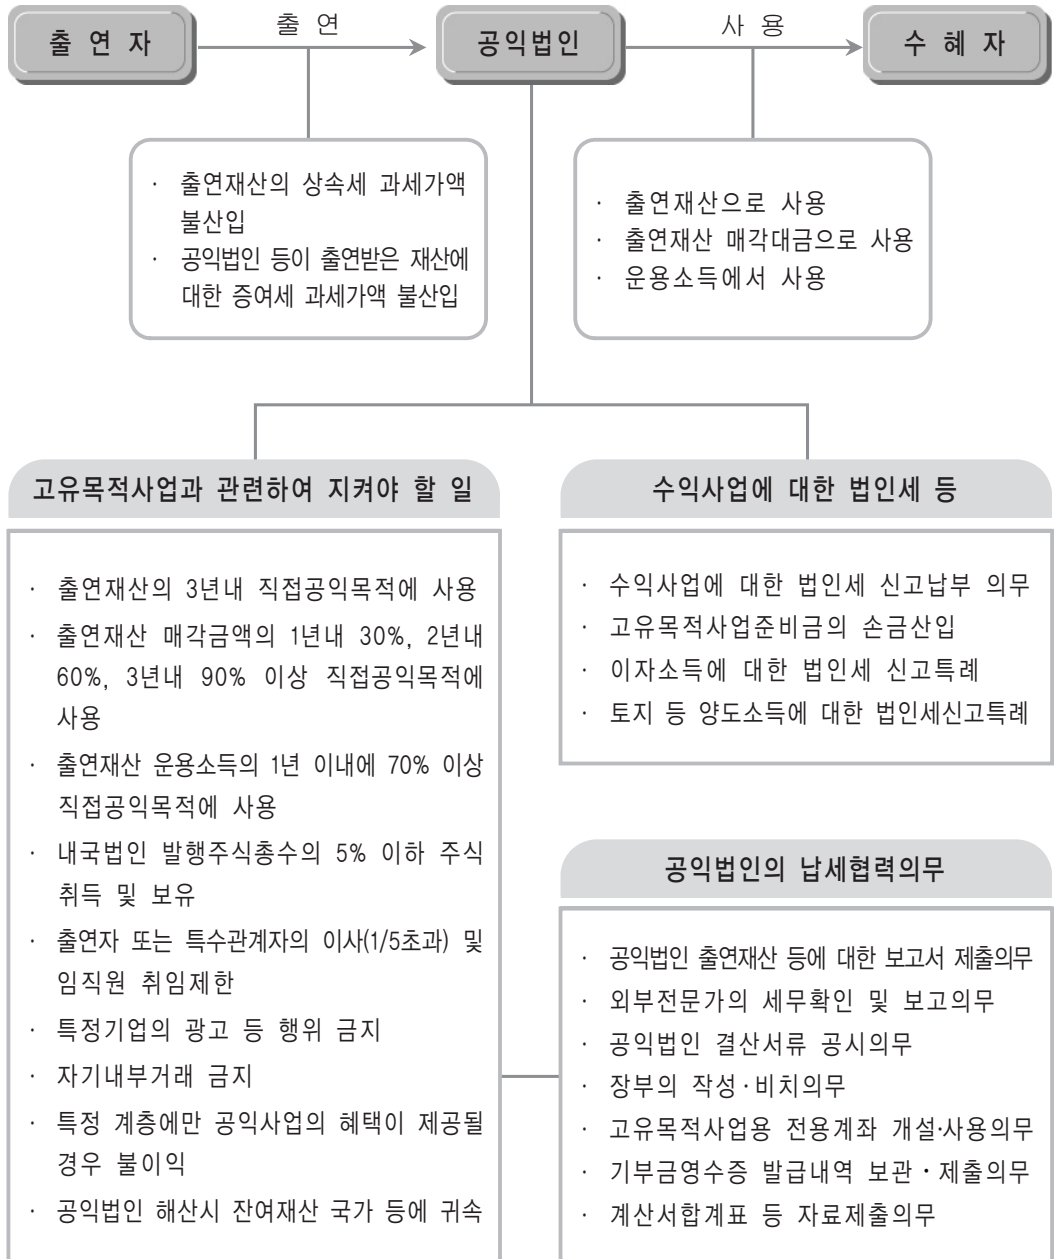 출 연 자
출 연
공익법인
사 용
수 혜 자
· 출연재산의 상속세 과세가액
불산입
· 공익법인 등이 출연받은 재산에
대한 증여세 과세가액 불산입
· 출연재산으로 사용
· 출연재산 매각대금으로 사용
· 운용소득에서 사용
고유목적사업과 관련하여 지켜야 할 일
· 출연재산의 3년내 직접공익목적에 사용
· 출연재산 매각금액의 1년내 30%, 2년내
60%, 3년내 90% 이상 직접공익목적에
사용
· 출연재산 운용소득의 1년 이내에 70% 이상
직접공익목적에 사용
· 내국법인 발행주식총수의 5% 이하 주식
취득 및 보유
· 출연자 또는 특수관계자의 이사(1/5초과) 및
임직원 취임제한
· 특정기업의 광고 등 행위 금지
· 자기내부거래 금지
· 특정 계층에만 공익사업의 혜택이 제공될
경우 불이익
· 공익법인 해산시 잔여재산 국가 등에 귀속
수익사업에 대한 법인세 등
· 수익사업에 대한 법인세 신고납부 의무
· 고유목적사업준비금의 손금산입
· 이자소득에 대한 법인세 신고특례
· 토지 등 양도소득에 대한 법인세신고특례
공익법인의 납세협력의무
· 공익법인 출연재산 등에 대한 보고서 제출의무
· 외부전문가의 세무확인 및 보고의무
· 공익법인 결산서류 공시의무
· 장부의 작성·비치의무
· 고유목적사업용 전용계좌 개설·사용의무
· 기부금영수증 발급내역 보관·제출의무
· 계산서합계표 등 자료제출의무